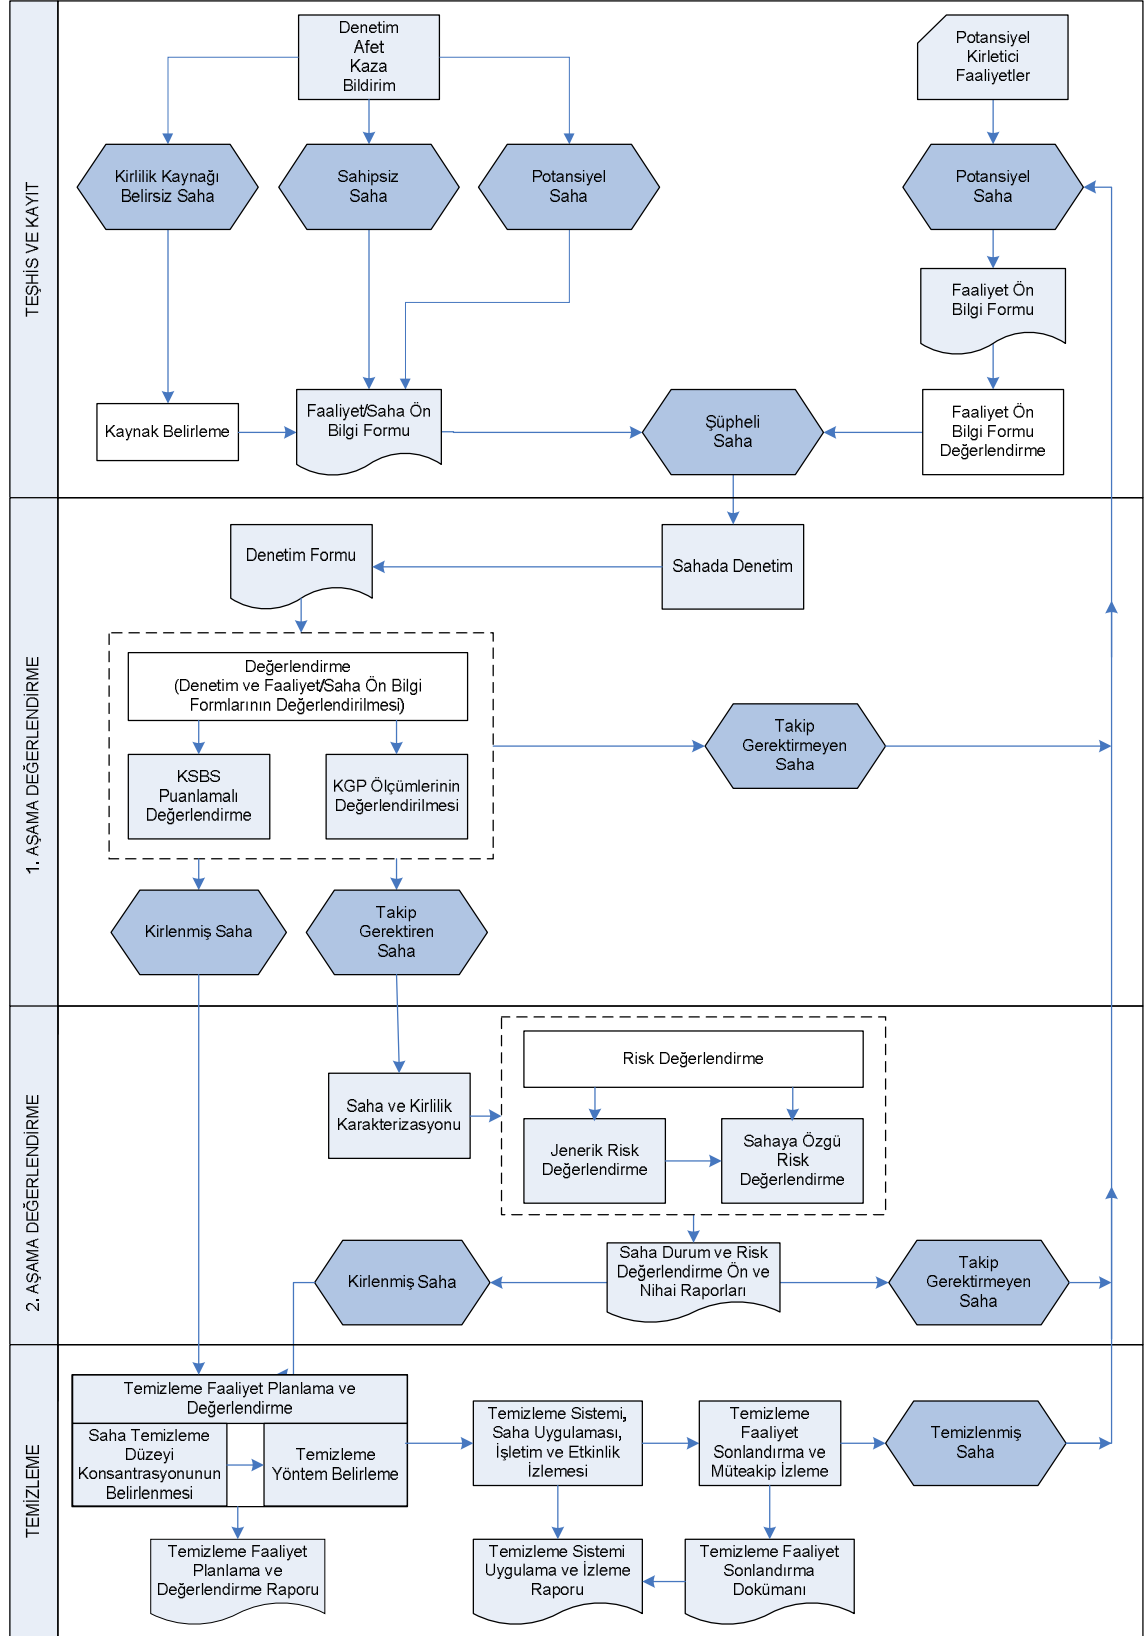 TEŞHİS VE KAYIT
Denetim
Afet
Kaza
Bildirim
Potansiyel
Kirletici
Faaliyetler
Kirlilik Kaynağı
Belirsiz Saha
Sahipsiz
Saha
Potansiyel
Saha
Potansiyel
Saha
Faaliyet Ön
Bilgi Formu
Kaynak Belirleme
Faaliyet/Saha Ön
Bilgi Formu
Şüpheli
Saha
Faaliyet Ön
Bilgi Formu
Değerlendirme
1. AŞAMA DEĞERLENDİRME
Denetim Formu
Sahada Denetim
Değerlendirme
(Denetim ve Faaliyet/Saha Ön Bilgi
Formlarının Değerlendirilmesi)
KSBS
Puanlamalı
Değerlendirme
KGP Ölçümlerinin
Değerlendirilmesi
Takip
Gerektirmeyen
Saha
Kirlenmiş Saha
Takip
Gerektiren
Saha
2. AŞAMA DEĞERLENDİRME
Risk Değerlendirme
Saha ve Kirlilik
Karakterizasyonu
Jenerik Risk
Değerlendirme
Sahaya Özgü
Risk
Değerlendirme
Kirlenmiş Saha
Saha Durum ve Risk
Değerlendirme Ön ve
Nihai Raporları
Takip
Gerektirmeyen
Saha
TEMİZLEME
Temizleme Faaliyet Planlama ve
Değerlendirme
Saha Temizleme
Düzeyi
Konsantrasyonunun
Belirlenmesi
Temizleme
Yöntem Belirleme
Temizleme Sistemi,
Saha Uygulaması,
İşletim ve Etkinlik
İzlemesi
Temizleme
Faaliyet
Sonlandırma ve
Müteakip İzleme
Temizlenmiş
Saha
Temizleme Faaliyet
Planlama ve
Değerlendirme Raporu
Temizleme Sistemi
Uygulama ve İzleme
Raporu
Temizleme Faaliyet
Sonlandırma
Dokümanı